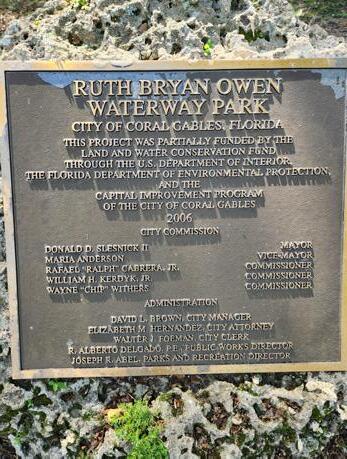 RUTH BRYAN OWEN
WATERWAY PARK
CITY OF CORAL GABLES, FLORIDA
THIS PROJECT WAS PARTIALLY FUNDED BY THE
LAND AND WATER CONSERVATION FUND
THROUGH THE U.S. DEPARTMENT OF INTERIOR,
THE FLORIDA DEPARTMENT OF ENVIRONMENTAL PROTECTION,
AND THE
CAPITAL IMPROVEMENT PROGRAM
OF THE CITY OF CORAL GABLES
2006
CITY COMMISSION
DONALD D. SLESNICK II MAYOR
MARIA ANDERSON VICE-MAYOR
RAFAEL "RALPH" CABRERA, JR. COMMISSIONER
WILLIAM H. KERDYK, JR. COMMISSIONER
WAYNE "CHIP" WITHERS COMMISSIONER
ADMINISTRATION
DAVID L. BROWN, CITY MANAGER
ELIZABETH M. HERNANDEZ, CITY ATTORNEY
WALTER J. FOEMAN, CITY CLERK
R. ALBERTO DELGADO, P.E., PUBLIC WORKS DIRECTOR
JOSEPH R. ABEL, PARKS AND RECREATION DIRECTOR